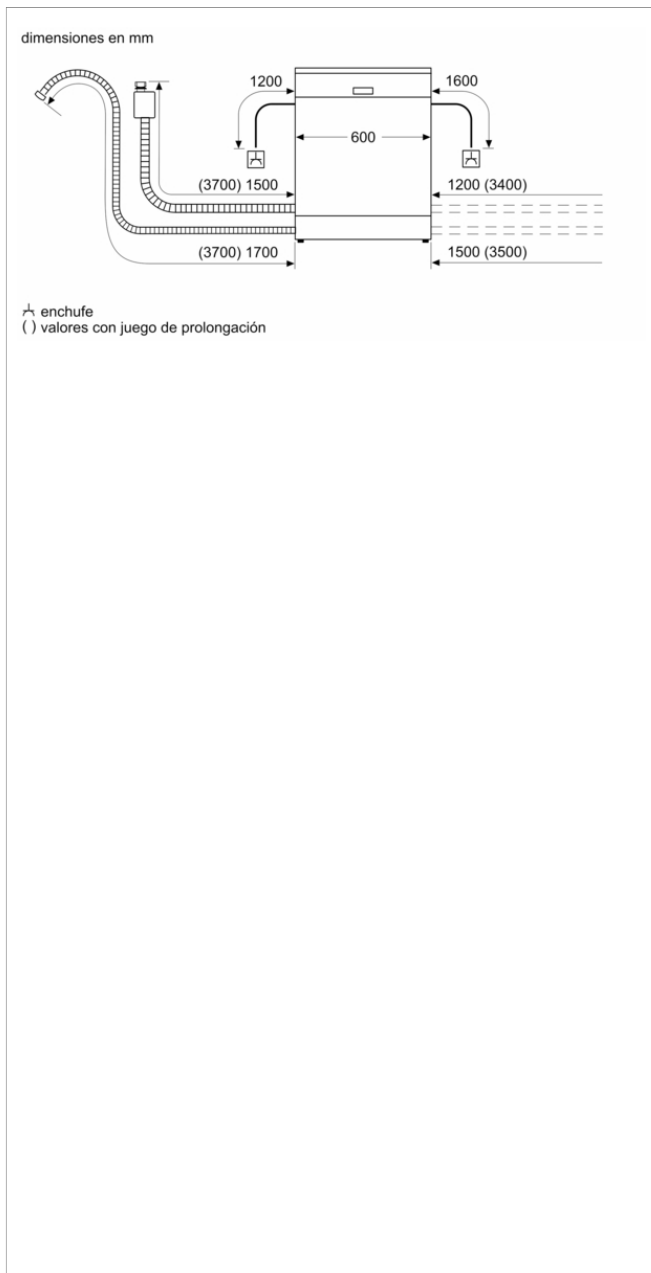 dimensiones en mm
1200
1600
600
(3700) 1500
1200 (3400)
(3700) 1700
1500 (3500)
enchufe
( ) valores con juego de prolongación